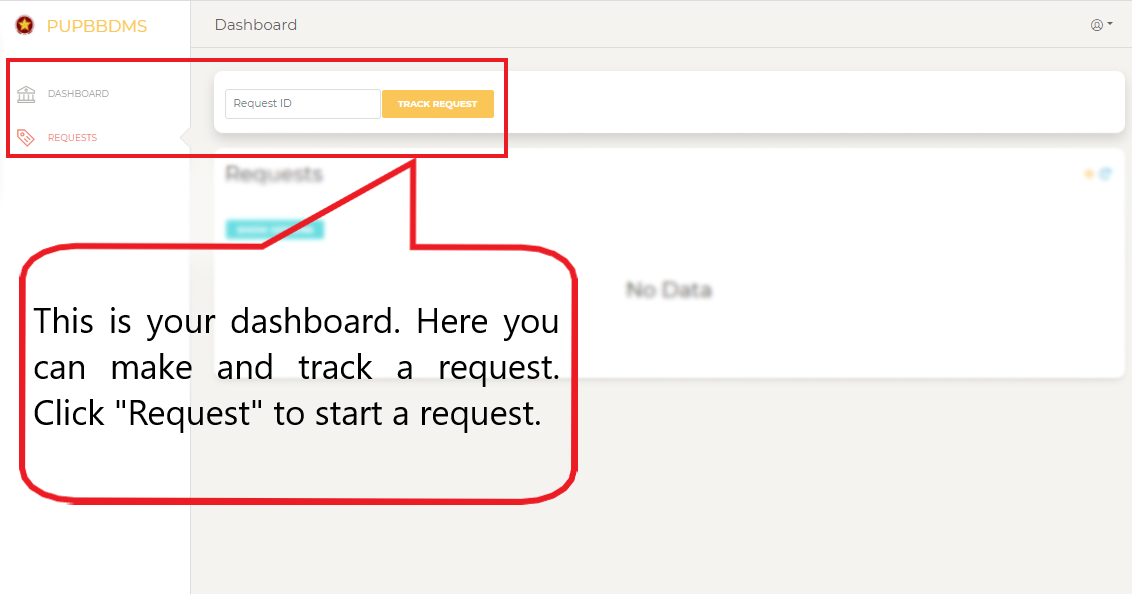 PUPBBDMS
Dashboard
DASHBOARD
Request ID
TRACK REQUEST
REQUESTS
Requests
No Data
This is your dashboard. Here you
can make and track a request.
Click "Request" to start a request.